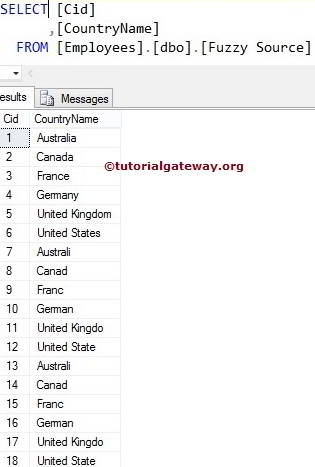 SELECT [Cid]
,[CountryName]
FROM [Employees].[dbo].[Fuzzy Source]
esults Messages
Cid CountryName
1 Australia
2 Canada
©tutorialgateway.org
3 France
4 Germany
5 United Kingdom
6 United States
7 Australi
8 Canad
9 Franc
10 German
11 United Kingdo
12 United State
13 Australi
14 Canad
15 Franc
16 German
17 United Kingdo
18 United State